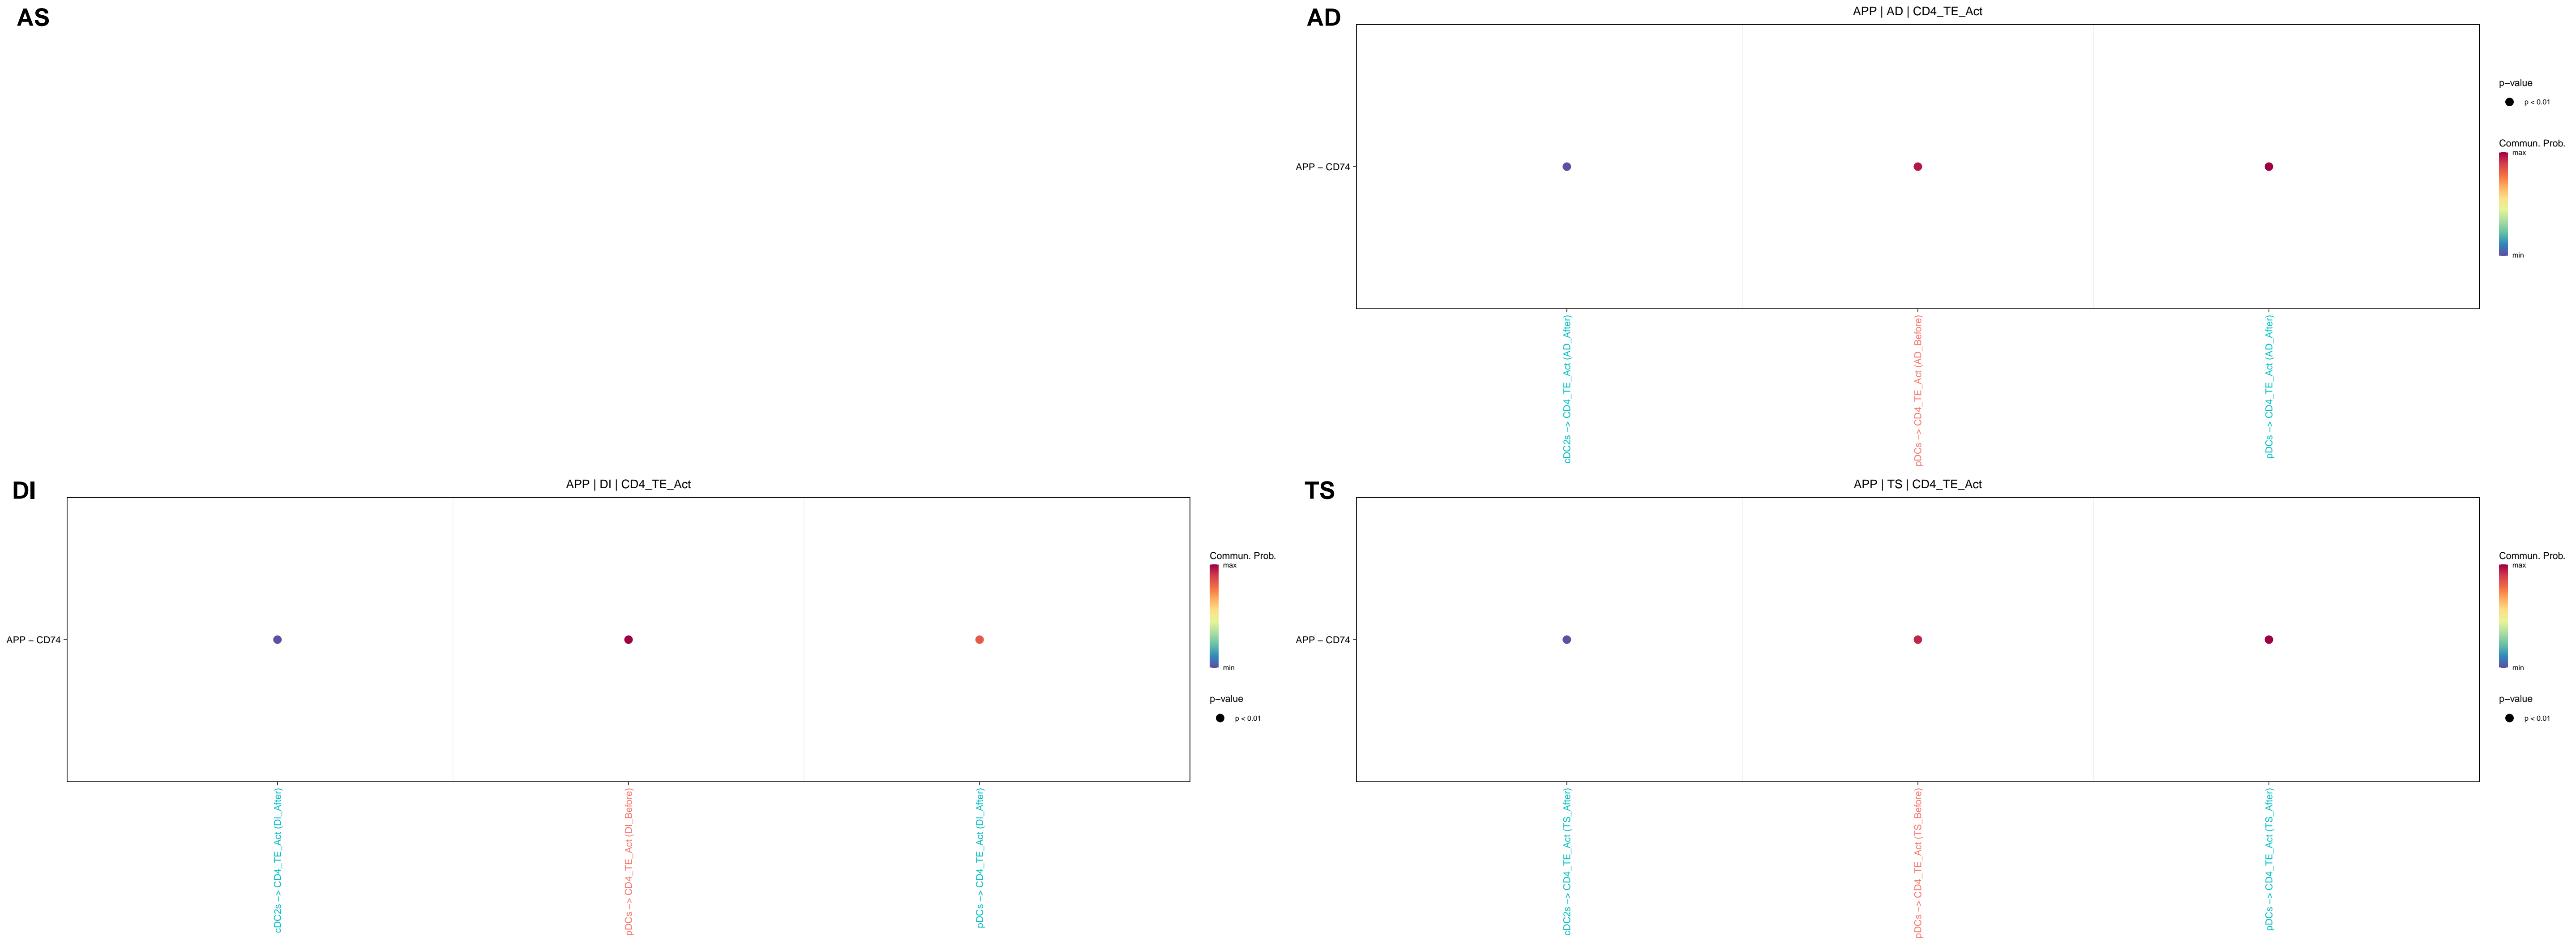 AS
AD
APP | AD | CD4_TE_Act
APP − CD74
cDC2s −> CD4_TE_Act (AD_After)
pDCs −> CD4_TE_Act (AD_Before)
pDCs −> CD4_TE_Act (AD_After)
p−value
p < 0.01
Commun. Prob.
max
min
DI
APP | DI | CD4_TE_Act
APP − CD74
cDC2s −> CD4_TE_Act (DI_After)
pDCs −> CD4_TE_Act (DI_Before)
pDCs −> CD4_TE_Act (DI_After)
Commun. Prob.
max
min
p−value
p < 0.01
TS
APP | TS | CD4_TE_Act
APP − CD74
cDC2s −> CD4_TE_Act (TS_After)
pDCs −> CD4_TE_Act (TS_Before)
pDCs −> CD4_TE_Act (TS_After)
Commun. Prob.
max
min
p−value
p < 0.01